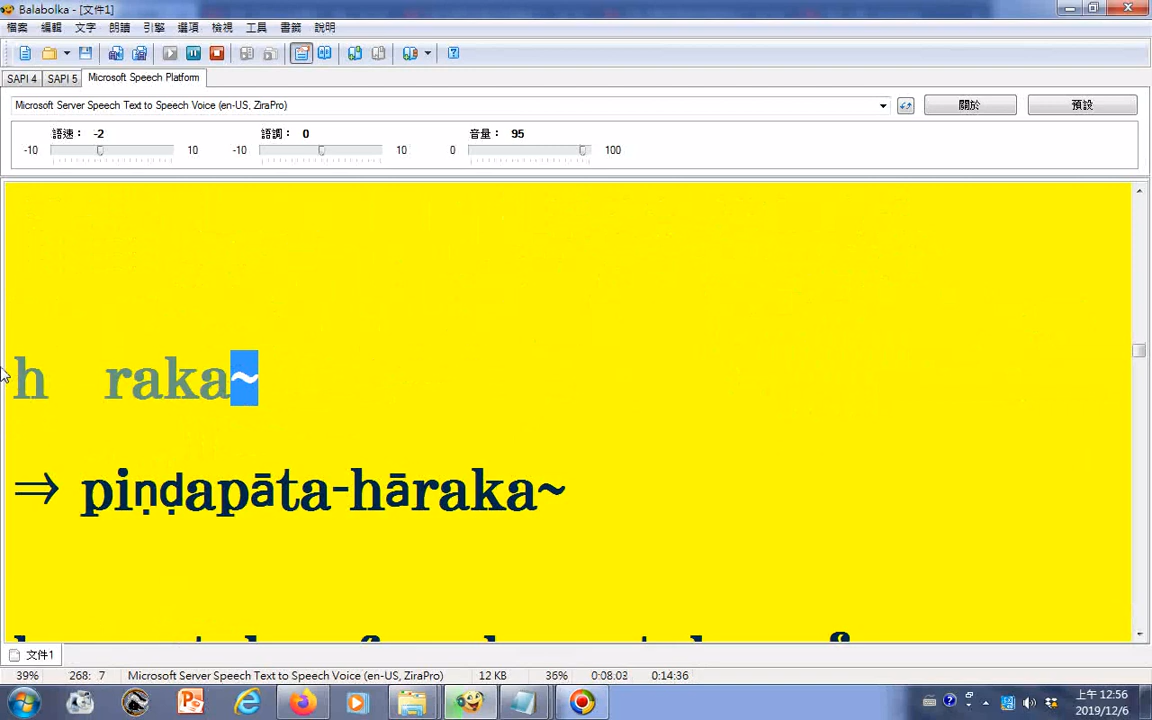 Balabolka - [文件1]
檔案 編輯 文字 朗讀 引擎 選項 檢視 工具 書籤 說明
SAPI 4 SAPI 5 Microsoft Speech Platform
Microsoft Server Speech Text to Speech Voice (en-US, ZiraPro) 關於 預設
語速： -2 語調： 0 音量： 95
-10 10 -10 10 0 100
h raka~
⇒ piṇḍapāta-hāraka~
文件1
39% 268: 7 Microsoft Server Speech Text to Speech Voice (en-US, ZiraPro) 12 KB 36% 0:08:03 0:14:36
上午 12:56
2019/12/6